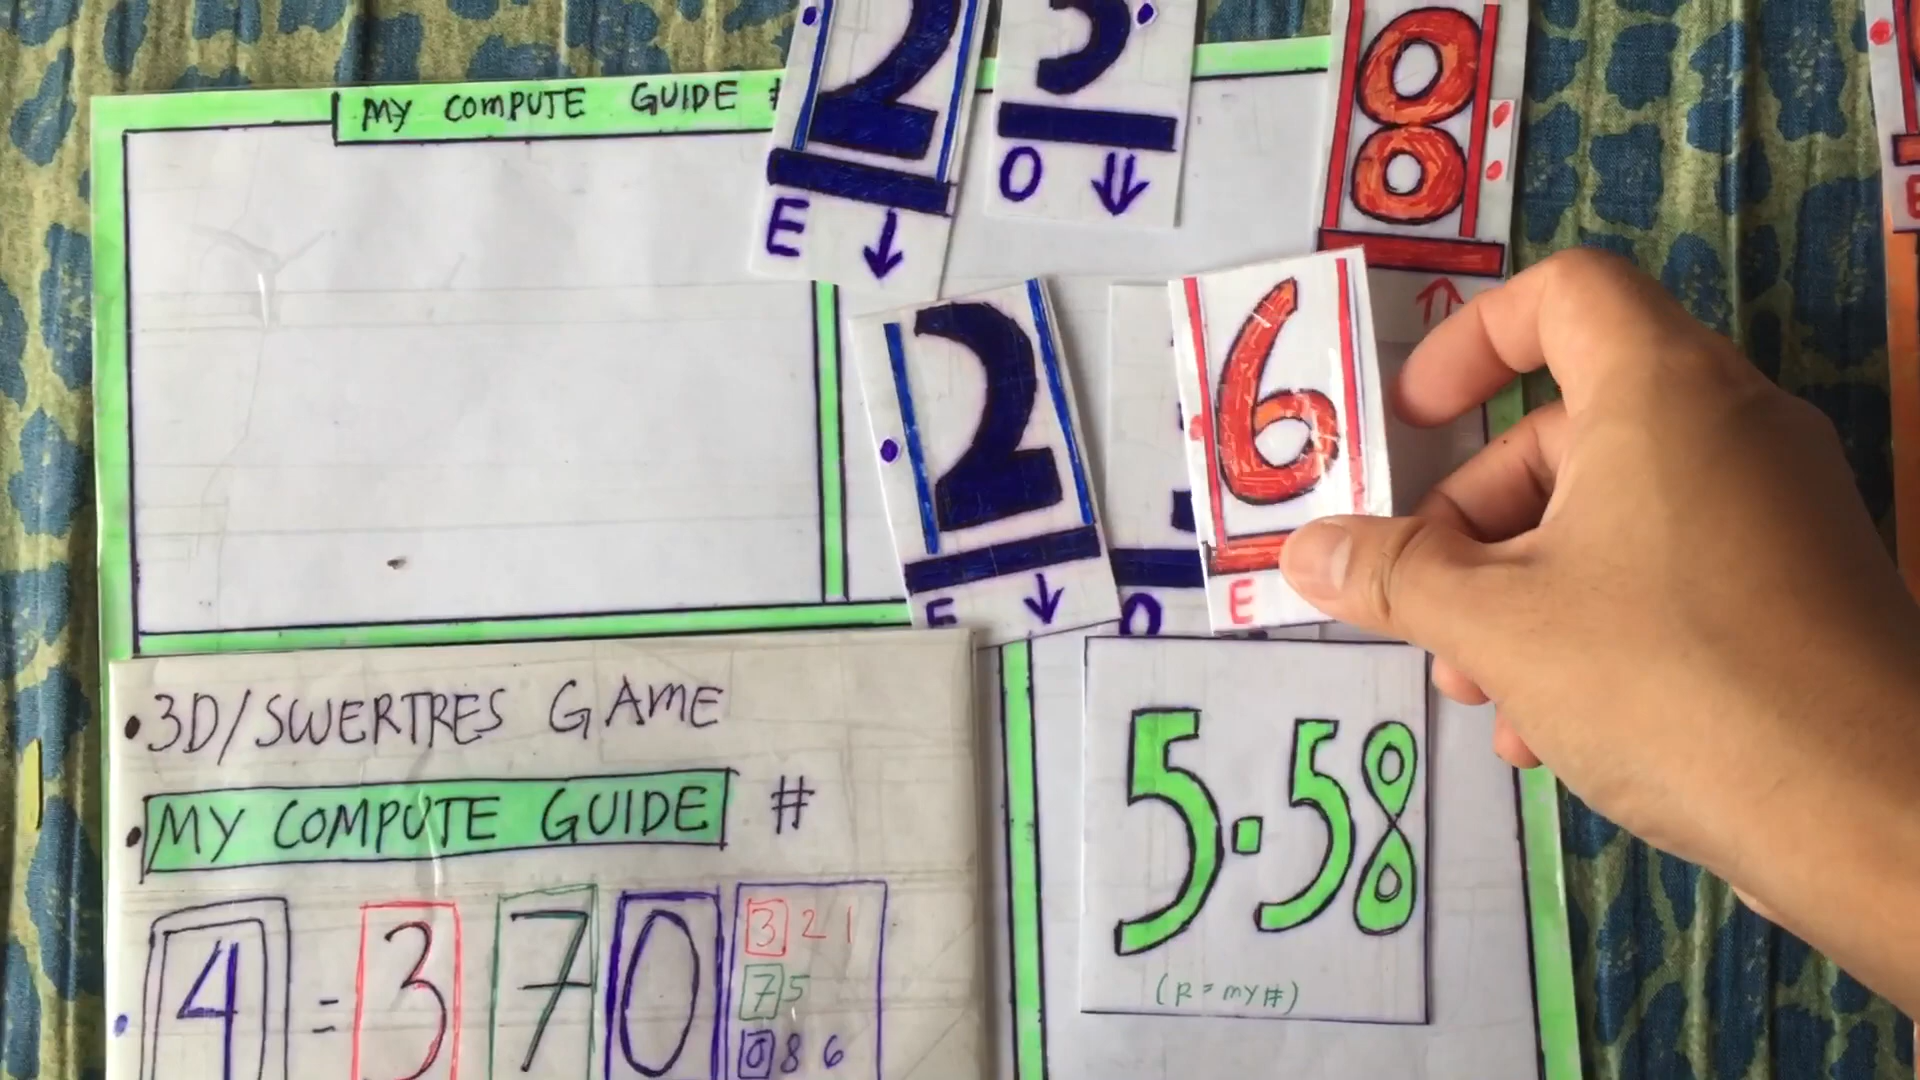 MY COMPUTE GUIDE #
2
E ↓
O ⇓
8
2
E ↓
O
6
E
• 3D/SWERTRES GAME
• MY COMPUTE GUIDE #
4 = 3 7 0
3 2 1
7 5
0 8 6
5.58
(R = MY #)